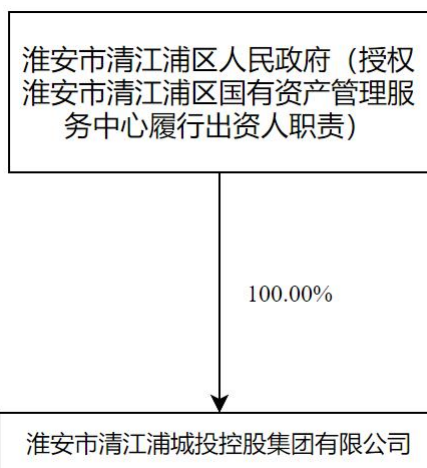 淮安市清江浦区人民政府（授权
淮安市清江浦区国有资产管理服
务中心履行出资人职责）
100.00%
淮安市清江浦城投控股集团有限公司